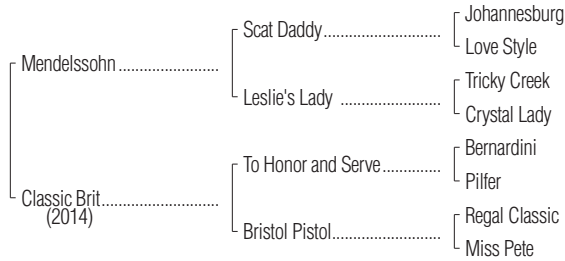 Johannesburg
Scat Daddy
Love Style
Mendelssohn
Tricky Creek
Leslie's Lady
Crystal Lady
Bernardini
To Honor and Serve
Pilfer
Classic Brit
(2014)
Regal Classic
Bristol Pistol
Miss Pete